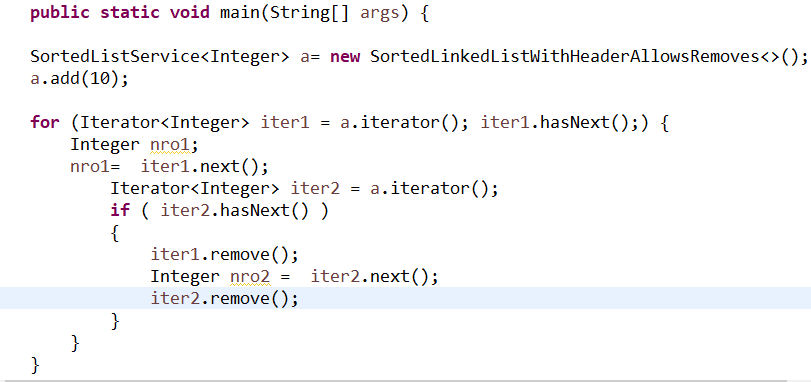 public static void main(String[] args) {
SortedListService<Integer> a= new SortedLinkedListWithHeaderAllowsRemoves<>();
a.add(10);
for (Iterator<Integer> iter1 = a.iterator(); iter1.hasNext();) {
Integer nro1;
nro1=  iter1.next();
Iterator<Integer> iter2 = a.iterator();
if ( iter2.hasNext() )
{
iter1.remove();
Integer nro2 =  iter2.next();
iter2.remove();
}
}
}